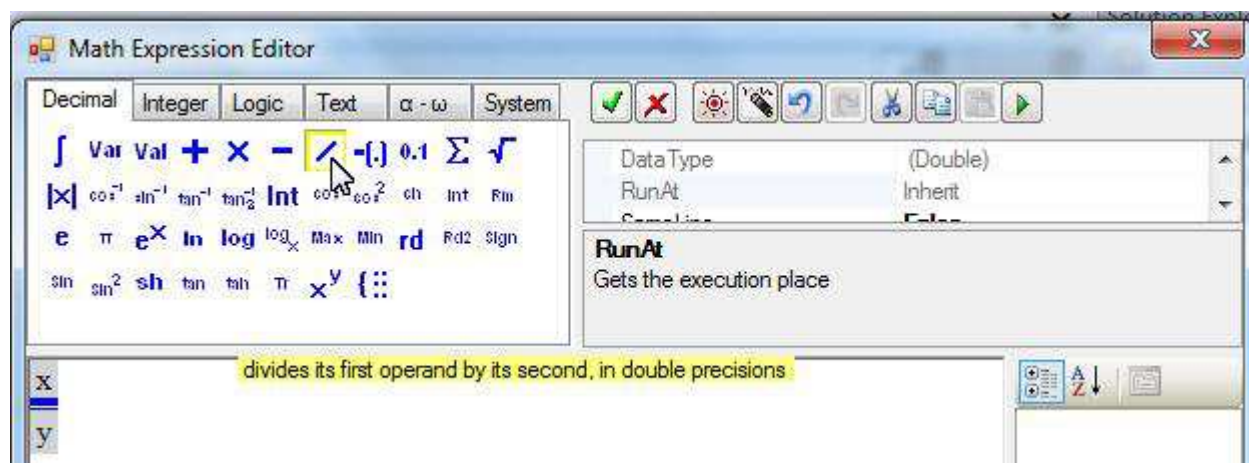 Solution Expl
Math Expression Editor
Decimal Integer Logic Text α - ω System
∫ Var Val + × − / -(.) 0.1 Σ √
|×| cos⁻¹ sin⁻¹ tan⁻¹ tan₂⁻¹ Int cos² ch Int Rm
e π eˣ ln log logₓ Max Min rd Rd2 Sign
sin sin² sh tan tah π xʸ {::
DataType (Double)
RunAt Inherit
SameLine False
RunAt
Gets the execution place
divides its first operand by its second, in double precisions
x
y
A
Z